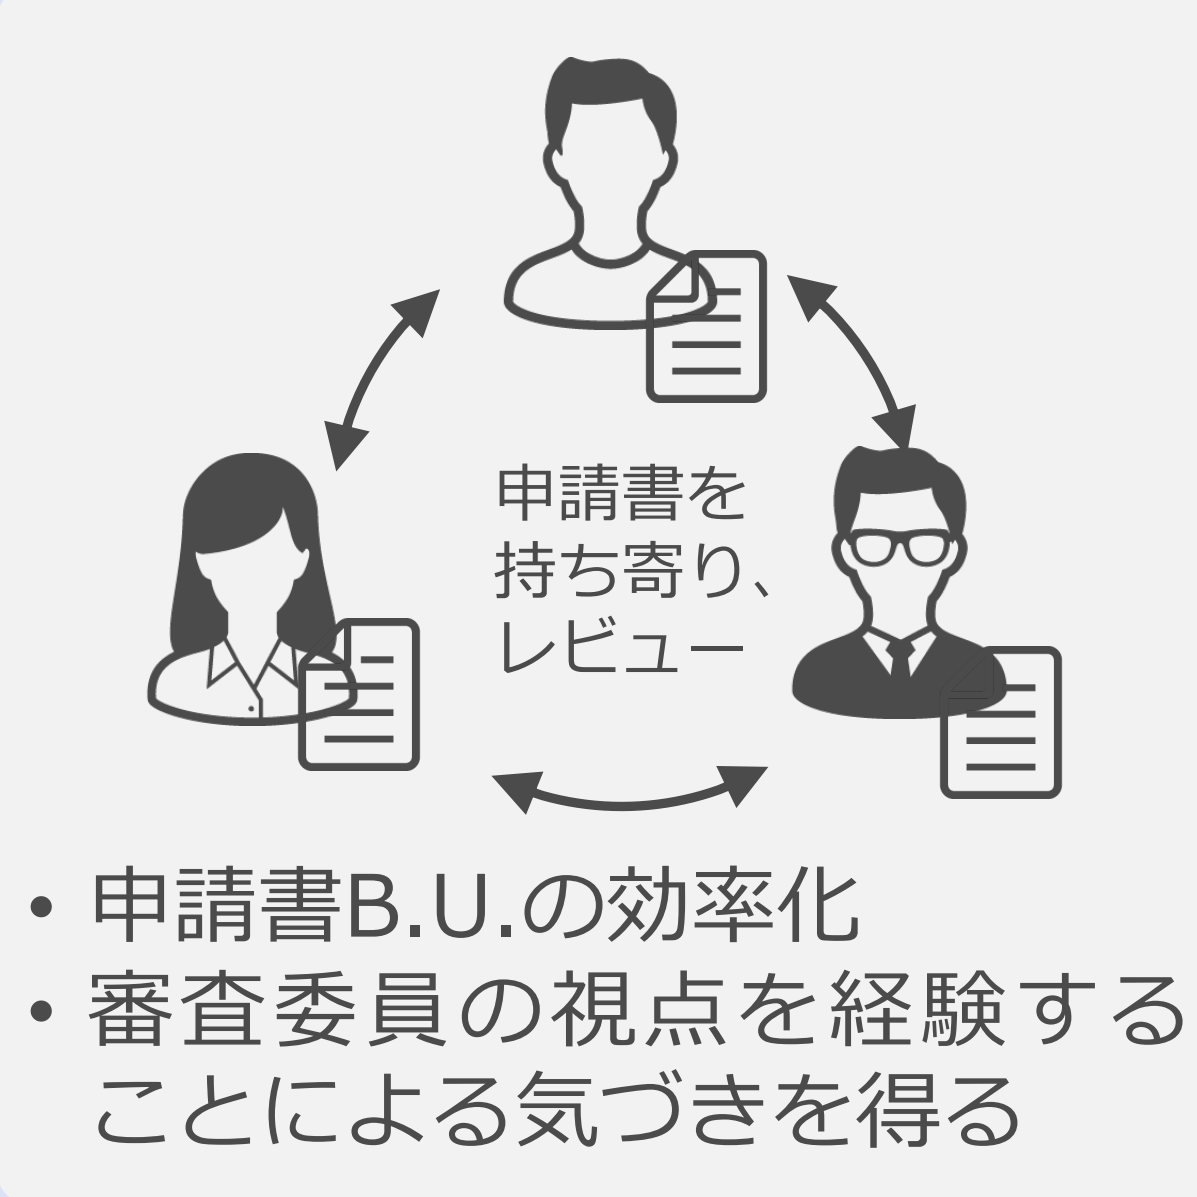 申請書を
持ち寄り、
レビュー
• 申請書B.U.の効率化
• 審査委員の視点を経験する
ことによる気づきを得る